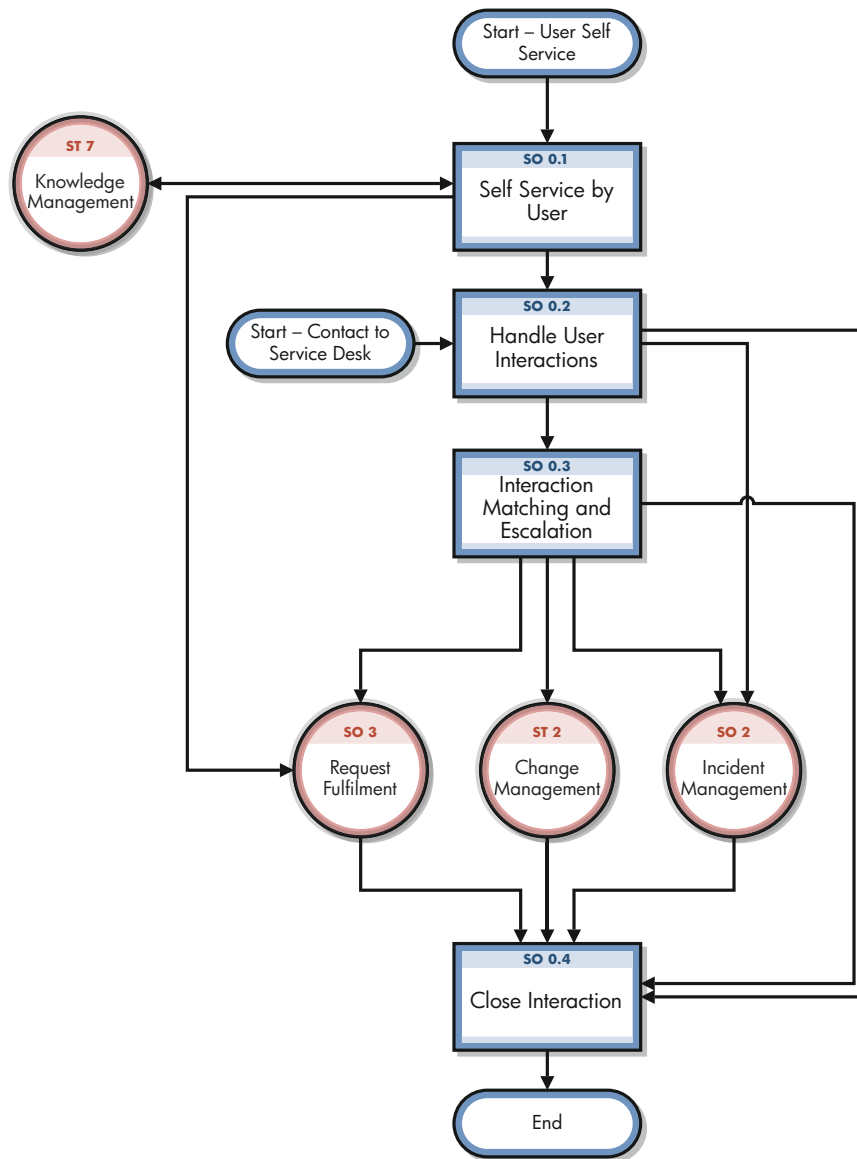 Start – User Self
Service
ST 7
Knowledge
Management
SO 0.1
Self Service by
User
Start – Contact to
Service Desk
SO 0.2
Handle User
Interactions
SO 0.3
Interaction
Matching and
Escalation
SO 3
Request
Fulfilment
ST 2
Change
Management
SO 2
Incident
Management
SO 0.4
Close Interaction
End